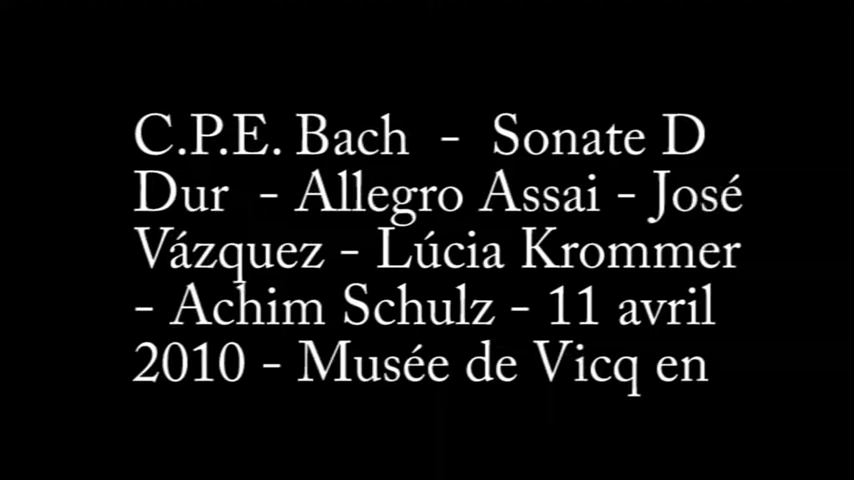 C.P.E. Bach - Sonate D
Dur - Allegro Assai - José
Vázquez - Lúcia Krommer
- Achim Schulz - 11 avril
2010 - Musée de Vicq en